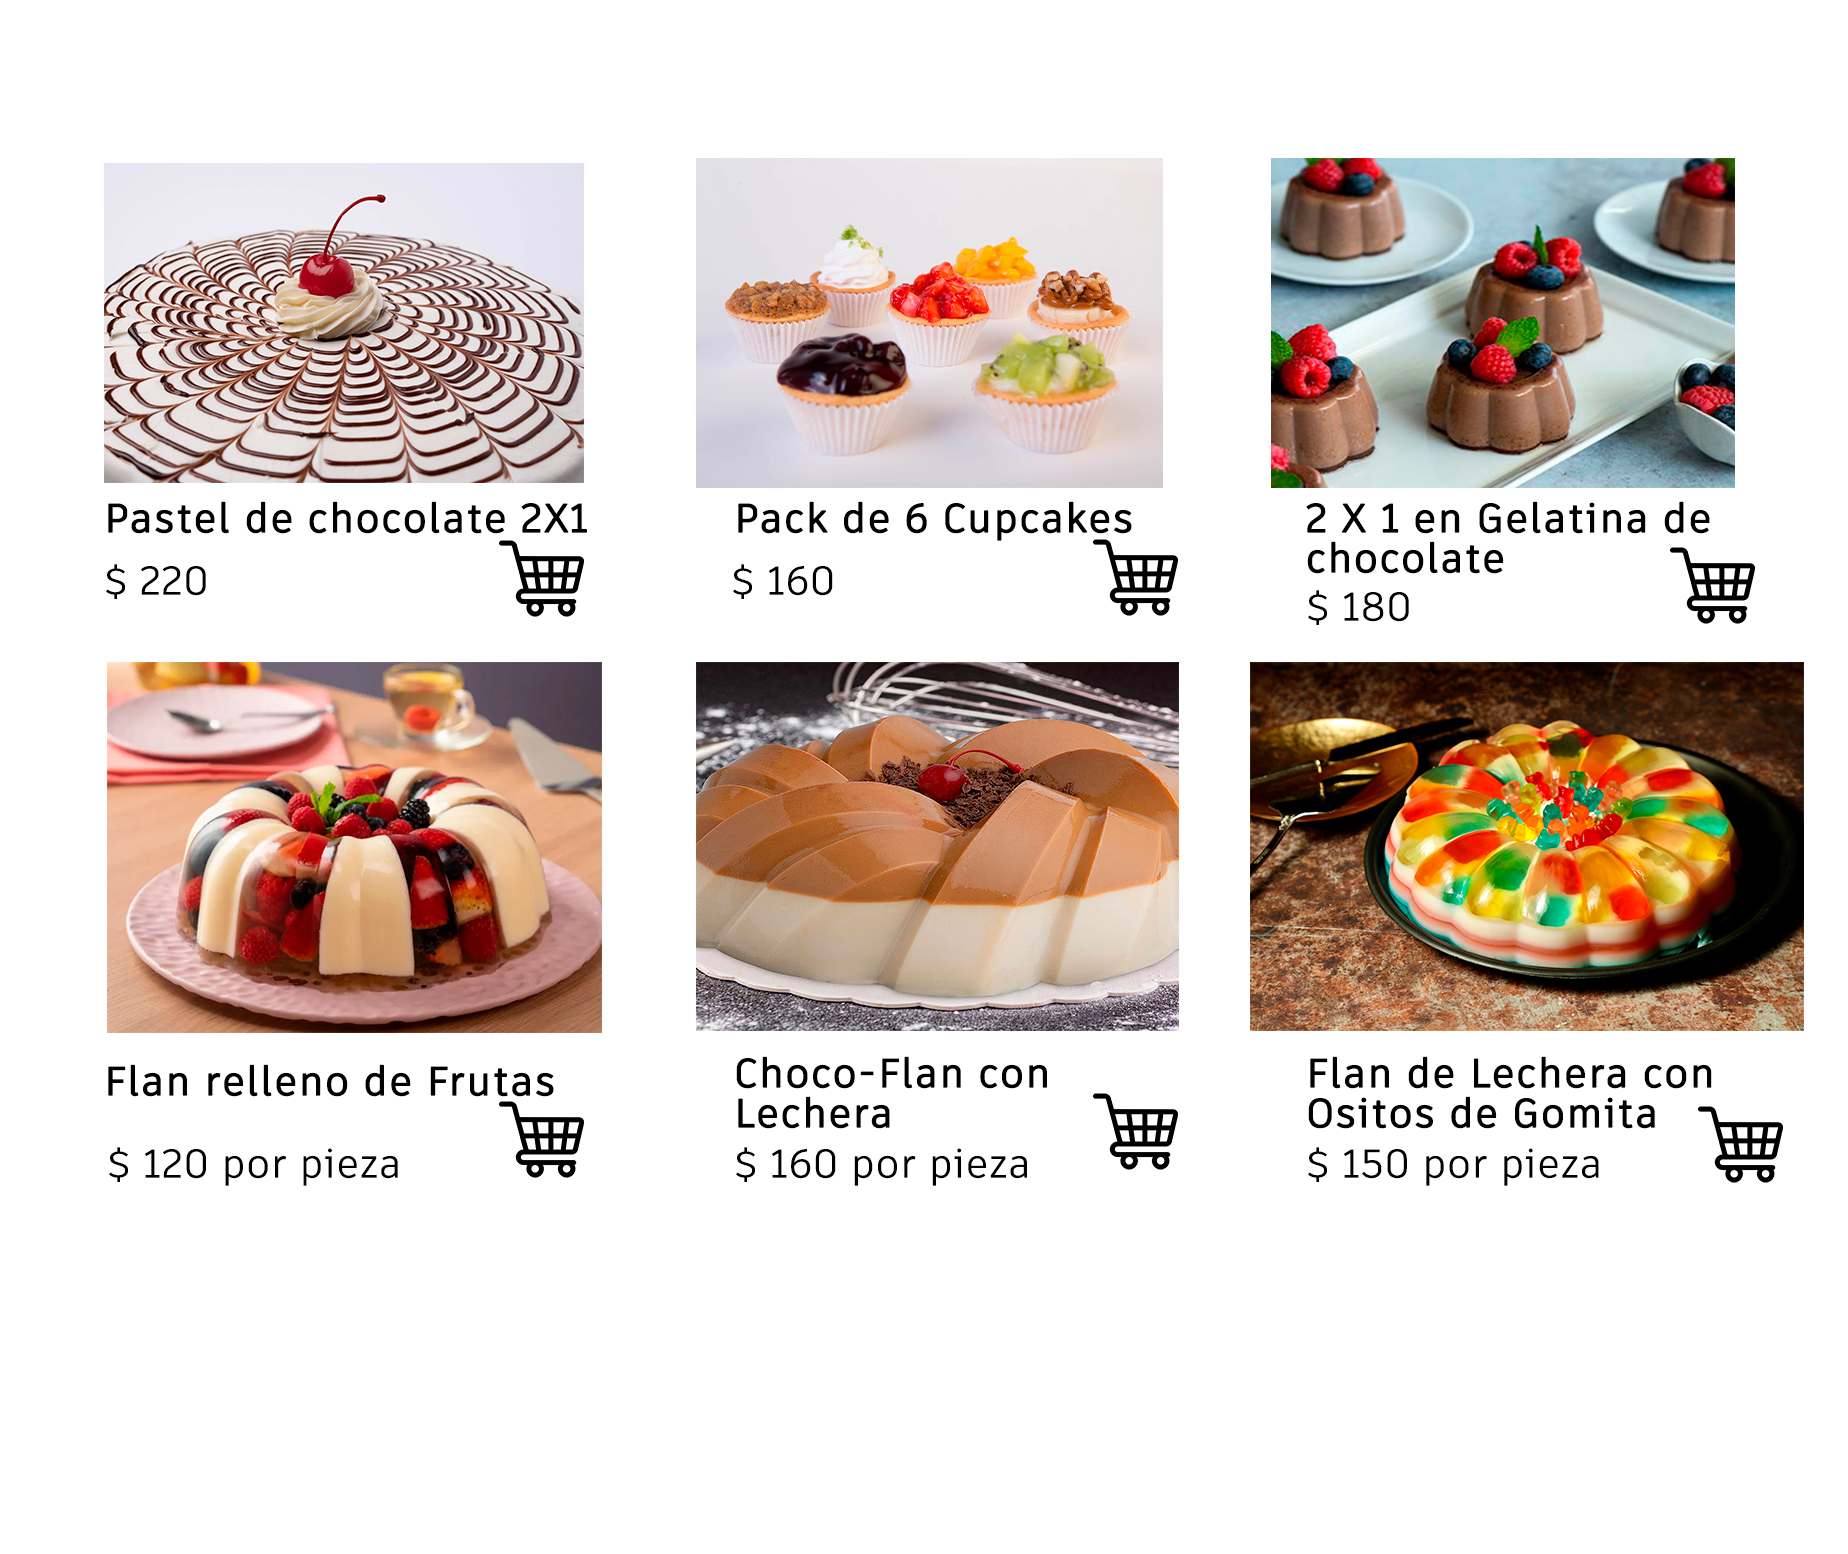 Pastel de chocolate 2X1
$ 220
Pack de 6 Cupcakes
$ 160
2 X 1 en Gelatina de
chocolate
$ 180
Flan relleno de Frutas
$ 120 por pieza
Choco-Flan con
Lechera
$ 160 por pieza
Flan de Lechera con
Ositos de Gomita
$ 150 por pieza